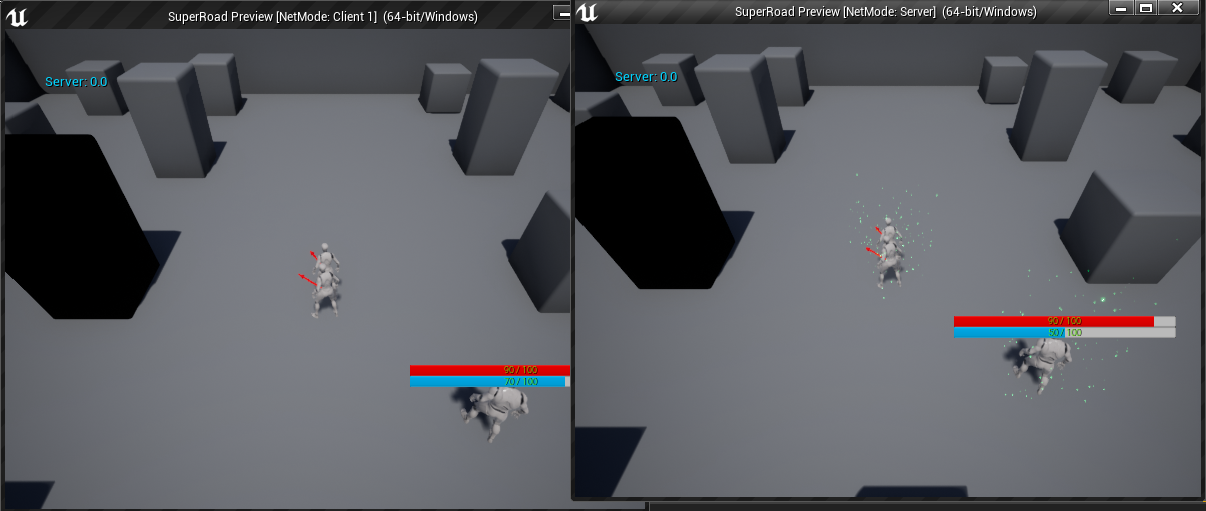 SuperRoad Preview [NetMode: Client 1] (64-bit/Windows)
Server: 0.0
90 / 100
70 / 100
SuperRoad Preview [NetMode: Server] (64-bit/Windows)
Server: 0.0
90 / 100
/ 100